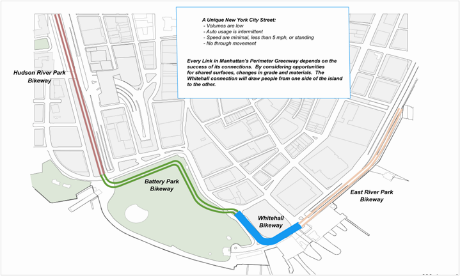 A Unique New York City Street:
- Volumes are low
- Auto usage is intermittent
- Speed are minimal, less than 5 mph, or standing
- No through movement
Every Link in Manhattan's Perimeter Greenway depends on the
success of its connections. By considering opportunities
for shared surfaces, changes in grade and materials. The
Whitehall connection will draw people from one side of the island
to the other.
Hudson River Park
Bikeway
Battery Park
Bikeway
East River Park
Bikeway
Whitehall
Bikeway